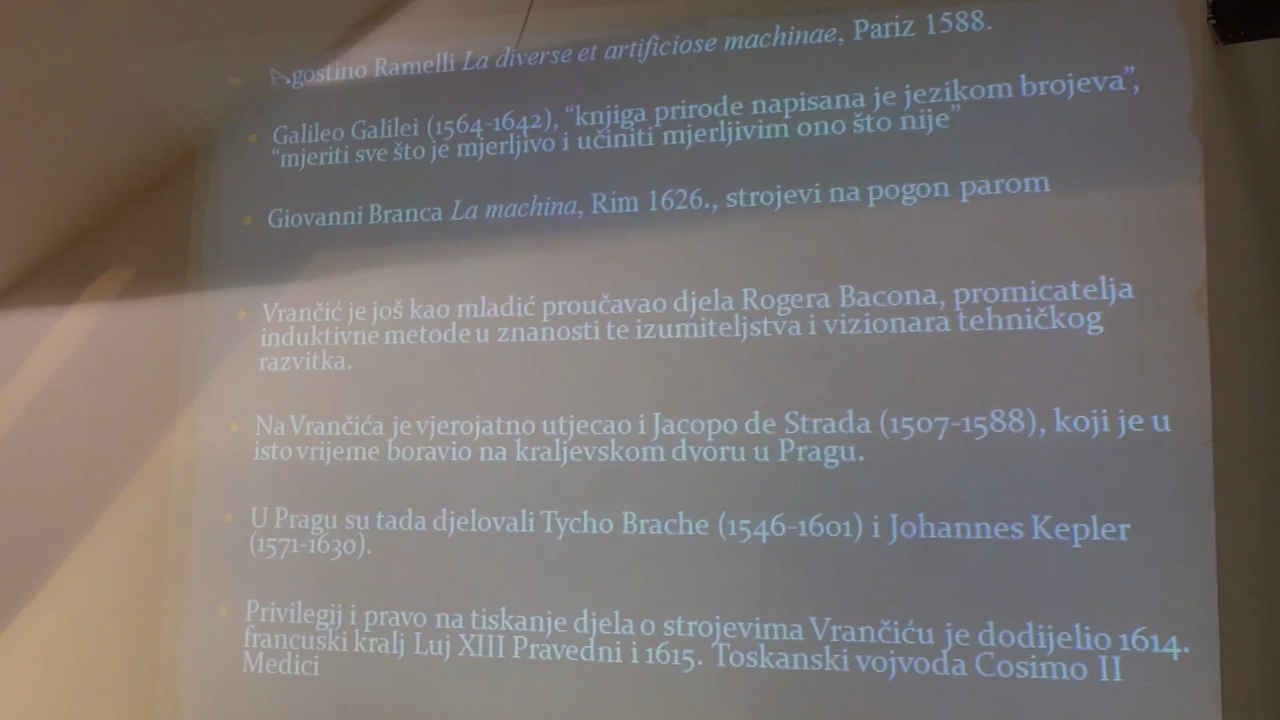 Agostino Ramelli La diverse et artificiose machinae, Pariz 1588.
Galileo Galilei (1564-1642), “knjiga prirode napisana je jezikom brojeva”,
“mjeriti sve što je mjerljivo i učiniti mjerljivim ono što nije”
Giovanni Branca La machina, Rim 1626., strojevi na pogon parom
Vrančić je još kao mladić proučavao djela Rogera Bacona, promicatelja
induktivne metode u znanosti te izumiteljstva i vizionara tehničkog
razvitka.
Na Vrančića je vjerojatno utjecao i Jacopo de Strada (1507-1588), koji je u
isto vrijeme boravio na kraljevskom dvoru u Pragu.
U Pragu su tada djelovali Tycho Brache (1546-1601) i Johannes Kepler
(1571-1630).
Privilegij i pravo na tiskanje djela o strojevima Vrančiću je dodijelio 1614.
francuski kralj Luj XIII Pravedni i 1615. Toskanski vojvoda Cosimo II
Medici